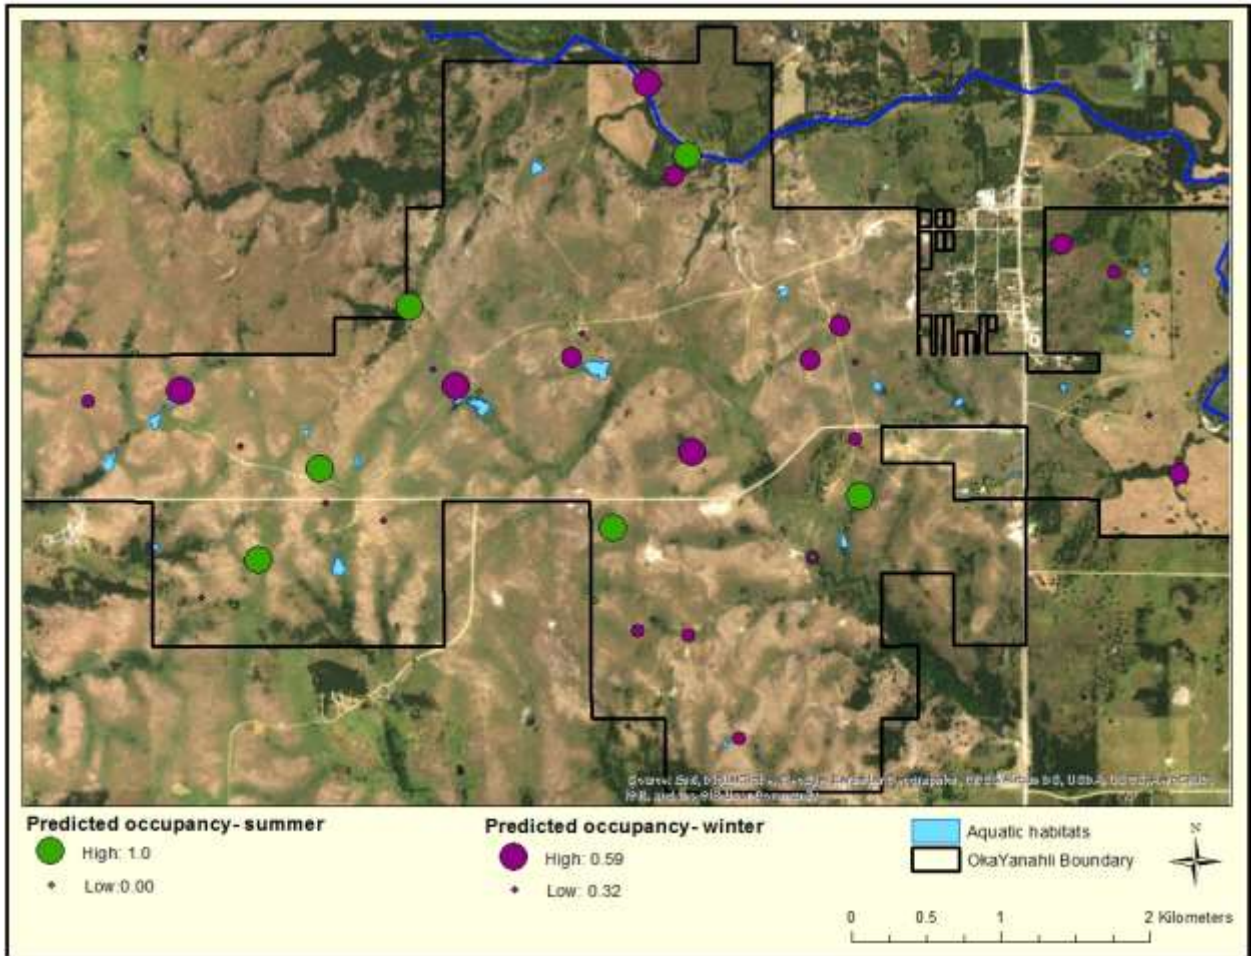 Predicted occupancy- summer
High: 1.0
Low:0.00
Predicted occupancy- winter
High: 0.59
Low: 0.32
Aquatic habitats
OkaYanahli Boundary
N
0 0.5 1 2 Kilometers